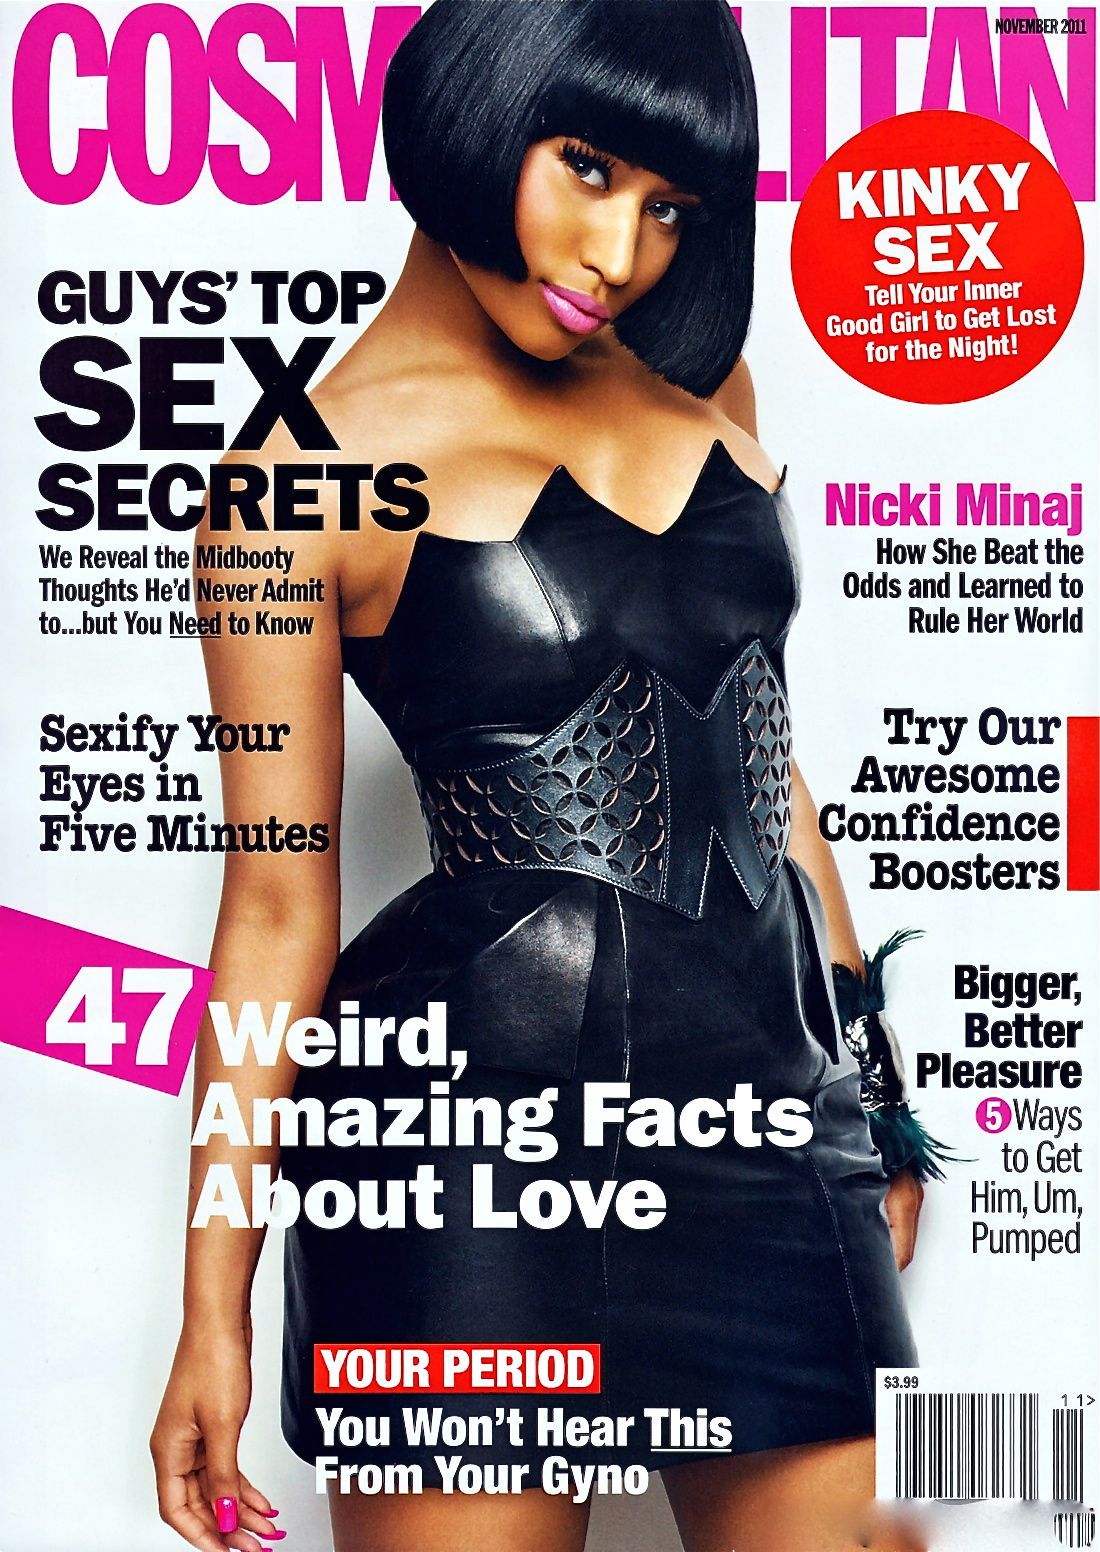 COSMOPOLITAN
NOVEMBER 2011
KINKY
SEX
Tell Your Inner
Good Girl to Get Lost
for the Night!
GUYS' TOP
SEX
SECRETS
We Reveal the Midbooty
Thoughts He'd Never Admit
to...but You Need to Know
Nicki Minaj
How She Beat the
Odds and Learned to
Rule Her World
Sexify Your
Eyes in
Five Minutes
Try Our
Awesome
Confidence
Boosters
47 Weird,
Amazing Facts
About Love
Bigger,
Better
Pleasure
5 Ways
to Get
Him, Um,
Pumped
YOUR PERIOD
You Won't Hear This
From Your Gyno
$3.99
11>